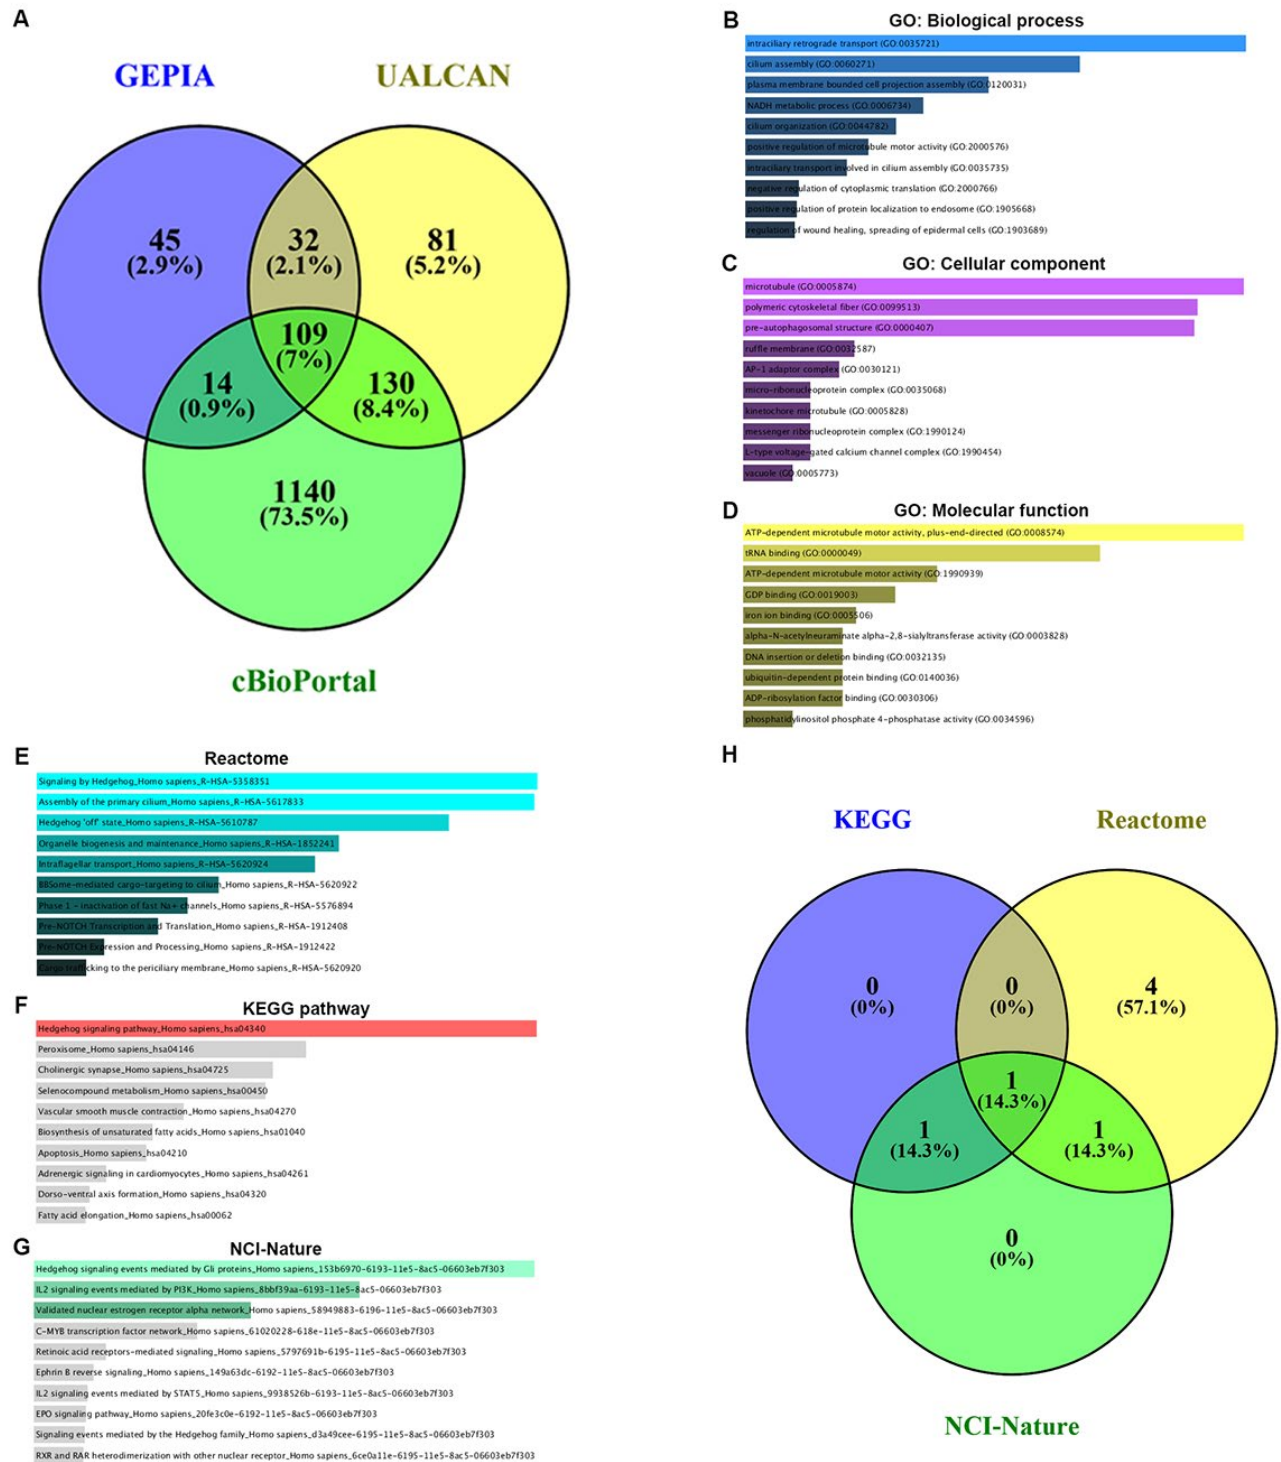 A
GEPIA
UALCAN
45
(2.9%)
32
(2.1%)
81
(5.2%)
109
(7%)
14
(0.9%)
130
(8.4%)
1140
(73.5%)
cBioPortal
B
GO: Biological process
intraciliary retrograde transport (GO:0035721)
cilium assembly (GO:0060271)
plasma membrane bounded cell projection assembly (GO:0120031)
NADH metabolic process (GO:0006734)
cilium organization (GO:0044782)
positive regulation of microtubule motor activity (GO:2000576)
intraciliary transport involved in cilium assembly (GO:0035735)
negative regulation of cytoplasmic translation (GO:2000766)
positive regulation of protein localization to endosome (GO:1905668)
regulation of wound healing, spreading of epidermal cells (GO:1903689)
C
GO: Cellular component
microtubule (GO:0005874)
polymeric cytoskeletal fiber (GO:0099513)
pre-autophagosomal structure (GO:0000407)
ruffle membrane (GO:0032587)
AP-1 adaptor complex (GO:0030121)
micro-ribonucleoprotein complex (GO:0035068)
kinetochore microtubule (GO:0005828)
messenger ribonucleoprotein complex (GO:1990124)
L-type voltage-gated calcium channel complex (GO:1990454)
vacuole (GO:0005773)
D
GO: Molecular function
ATP-dependent microtubule motor activity, plus-end-directed (GO:0008574)
tRNA binding (GO:0000049)
ATP-dependent microtubule motor activity (GO:1990939)
GDP binding (GO:0019003)
iron ion binding (GO:0005506)
alpha-N-acetylneuraminate alpha-2,8-sialyltransferase activity (GO:0003828)
DNA insertion or deletion binding (GO:0032135)
ubiquitin-dependent protein binding (GO:0140036)
ADP-ribosylation factor binding (GO:0030306)
phosphatidylinositol phosphate 4-phosphatase activity (GO:0034596)
E
Reactome
Signaling by Hedgehog_Homo sapiens_R-HSA-5358351
Assembly of the primary cilium_Homo sapiens_R-HSA-5617833
Hedgehog 'off' state_Homo sapiens_R-HSA-5610787
Organelle biogenesis and maintenance_Homo sapiens_R-HSA-1852241
Intraflagellar transport_Homo sapiens_R-HSA-5620924
BBSome-mediated cargo-targeting to cilium_Homo sapiens_R-HSA-5620922
Phase 1 - inactivation of fast Na+ channels_Homo sapiens_R-HSA-5576894
Pre-NOTCH Transcription and Translation_Homo sapiens_R-HSA-1912408
Pre-NOTCH Expression and Processing_Homo sapiens_R-HSA-1912422
Cargo trafficking to the periciliary membrane_Homo sapiens_R-HSA-5620920
F
KEGG pathway
Hedgehog signaling pathway_Homo sapiens_hsa04340
Peroxisome_Homo sapiens_hsa04146
Cholinergic synapse_Homo sapiens_hsa04725
Selenocompound metabolism_Homo sapiens_hsa00450
Vascular smooth muscle contraction_Homo sapiens_hsa04270
Biosynthesis of unsaturated fatty acids_Homo sapiens_hsa01040
Apoptosis_Homo sapiens_hsa04210
Adrenergic signaling in cardiomyocytes_Homo sapiens_hsa04261
Dorso-ventral axis formation_Homo sapiens_hsa04320
Fatty acid elongation_Homo sapiens_hsa00062
G
NCI-Nature
Hedgehog signaling events mediated by Gli proteins_Homo sapiens_153b6970-6193-11e5-8ac5-06603eb7f303
IL2 signaling events mediated by PI3K_Homo sapiens_8bbf39aa-6193-11e5-8ac5-06603eb7f303
Validated nuclear estrogen receptor alpha network_Homo sapiens_58949883-6196-11e5-8ac5-06603eb7f303
C-MYB transcription factor network_Homo sapiens_61020228-618e-11e5-8ac5-06603eb7f303
Retinoic acid receptors-mediated signaling_Homo sapiens_5797691b-6195-11e5-8ac5-06603eb7f303
Ephrin B reverse signaling_Homo sapiens_149a63dc-6192-11e5-8ac5-06603eb7f303
IL2 signaling events mediated by STAT5_Homo sapiens_9938526b-6193-11e5-8ac5-06603eb7f303
EPO signaling pathway_Homo sapiens_20fe3c0e-6192-11e5-8ac5-06603eb7f303
Signaling events mediated by the Hedgehog family_Homo sapiens_d3a49cee-6195-11e5-8ac5-06603eb7f303
RXR and RAR heterodimerization with other nuclear receptor_Homo sapiens_6ce0a11e-6195-11e5-8ac5-06603eb7f303
H
KEGG
Reactome
0
(0%)
0
(0%)
4
(57.1%)
1
(14.3%)
1
(14.3%)
1
(14.3%)
0
(0%)
NCI-Nature